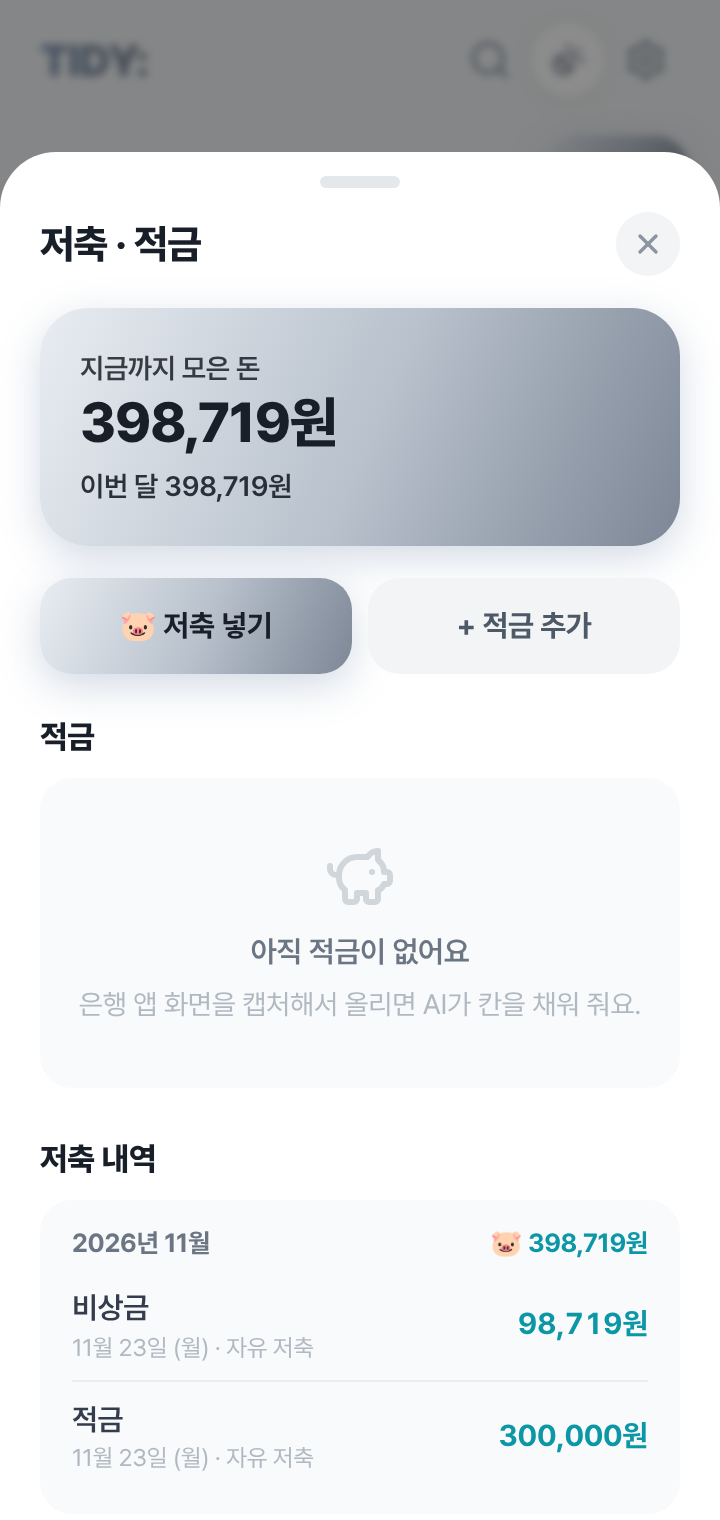 TIDY:
저축 · 적금
지금까지 모은 돈
398,719원
이번 달 398,719원
🐷 저축 넣기
+ 적금 추가
적금
아직 적금이 없어요
은행 앱 화면을 캡처해서 올리면 AI가 칸을 채워 줘요.
저축 내역
2026년 11월 🐷 398,719원
비상금
98,719원
11월 23일 (월) · 자유 저축
적금
300,000원
11월 23일 (월) · 자유 저축